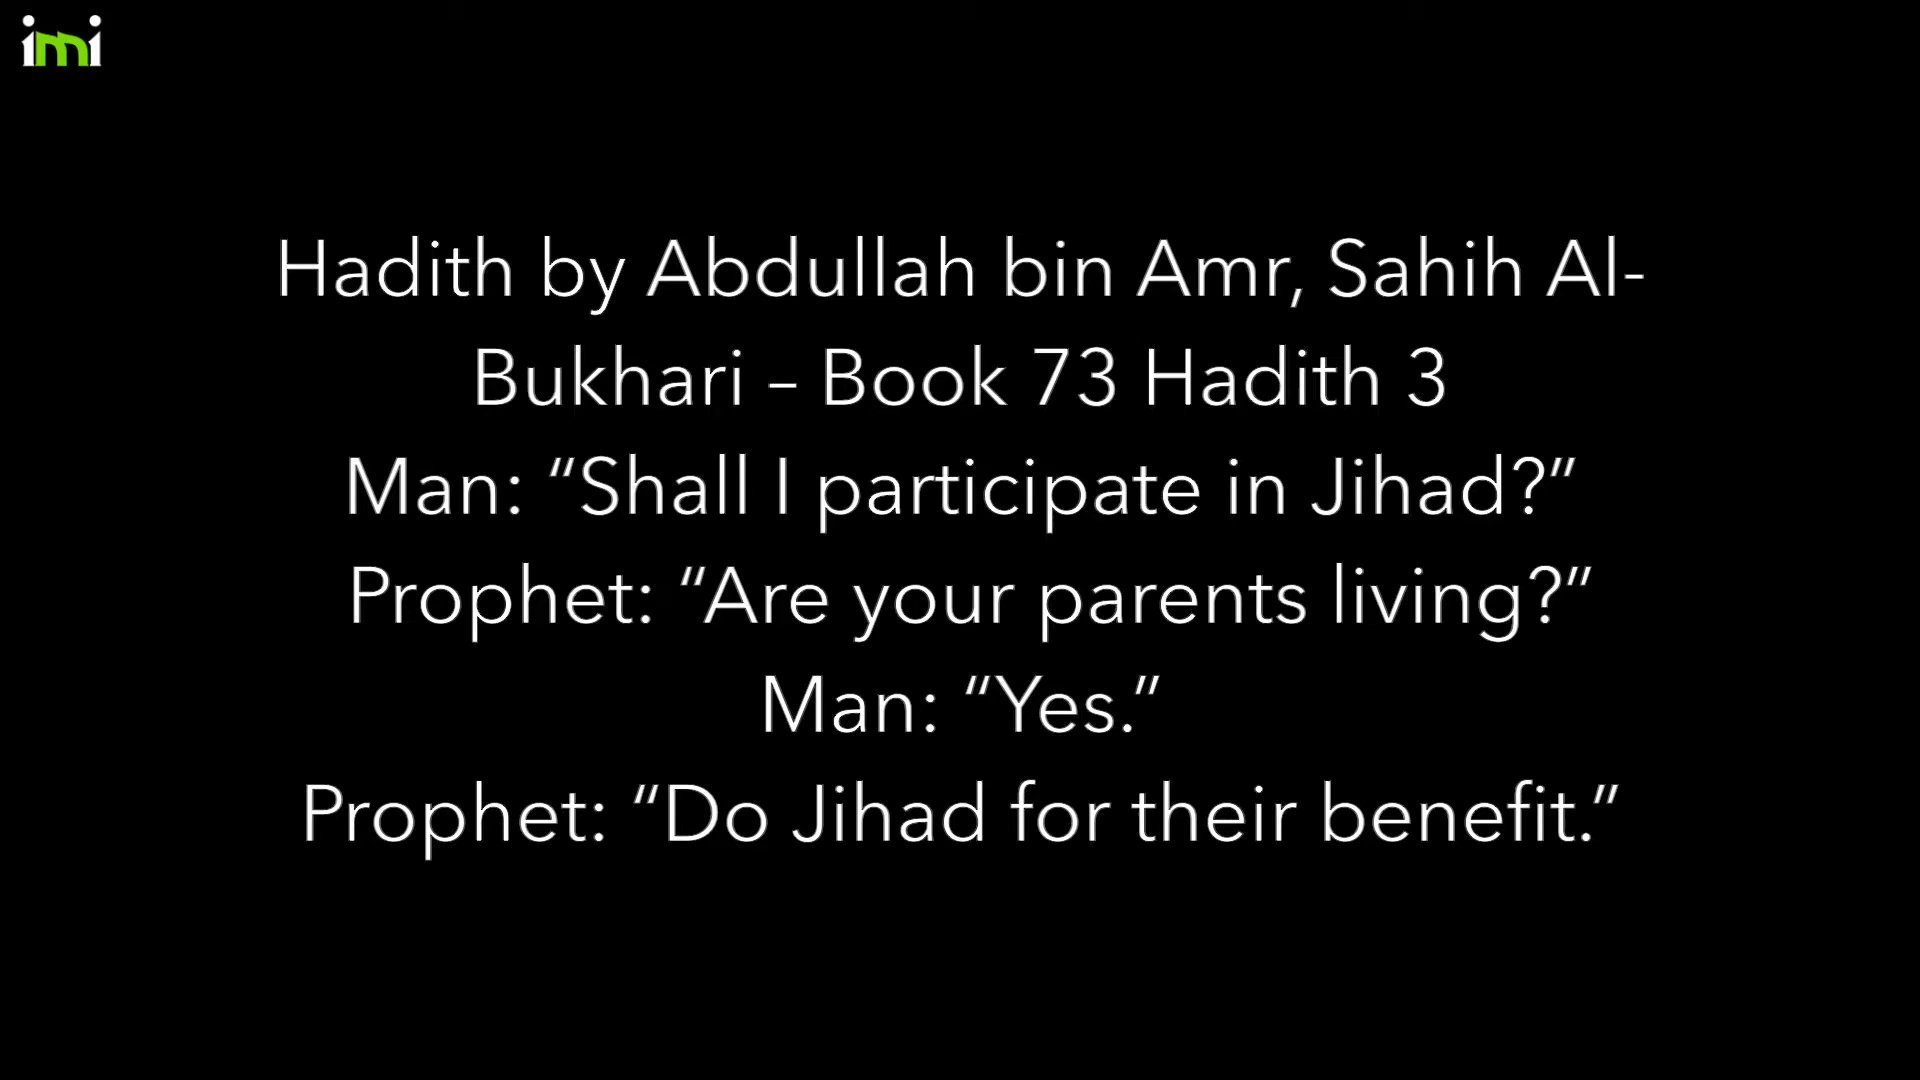 imi
Hadith by Abdullah bin Amr, Sahih Al-
Bukhari – Book 73 Hadith 3
Man: “Shall I participate in Jihad?”
Prophet: “Are your parents living?”
Man: “Yes.”
Prophet: “Do Jihad for their benefit.”